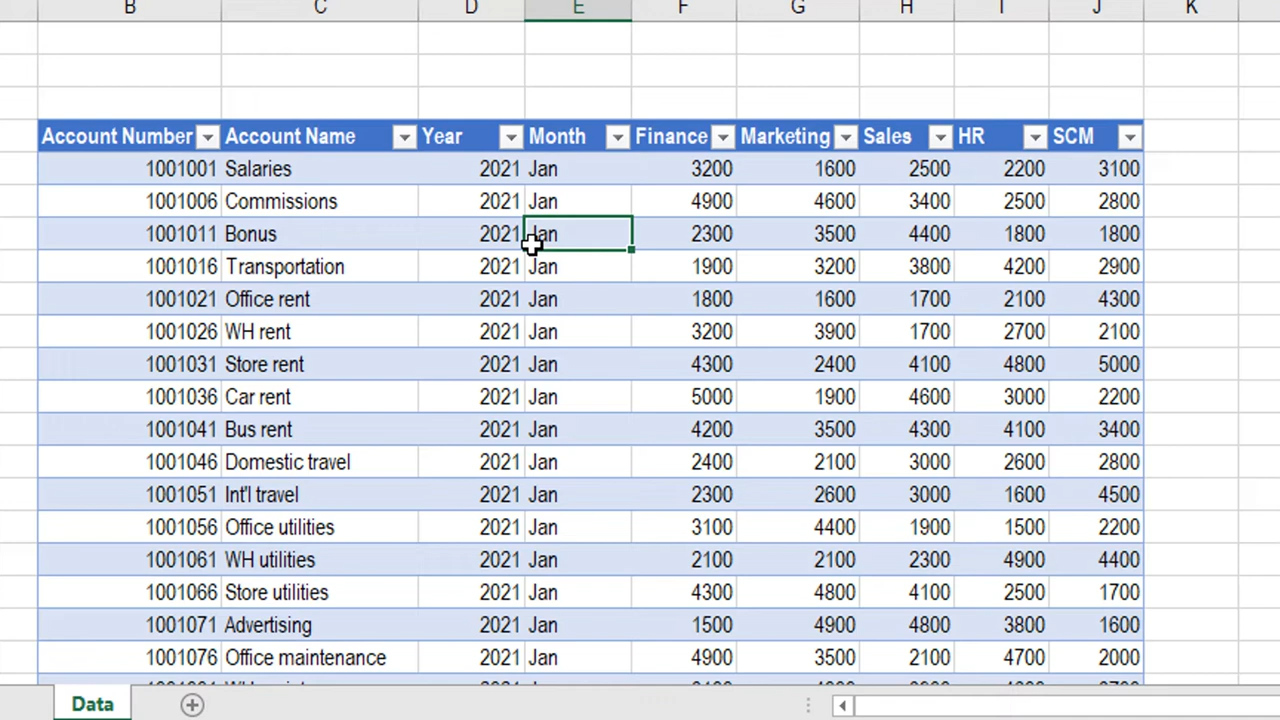 B C D E F G H I J K
Account Number Account Name Year Month Finance Marketing Sales HR SCM
1001001 Salaries 2021 Jan 3200 1600 2500 2200 3100
1001006 Commissions 2021 Jan 4900 4600 3400 2500 2800
1001011 Bonus 2021 Jan 2300 3500 4400 1800 1800
1001016 Transportation 2021 Jan 1900 3200 3800 4200 2900
1001021 Office rent 2021 Jan 1800 1600 1700 2100 4300
1001026 WH rent 2021 Jan 3200 3900 1700 2700 2100
1001031 Store rent 2021 Jan 4300 2400 4100 4800 5000
1001036 Car rent 2021 Jan 5000 1900 4600 3000 2200
1001041 Bus rent 2021 Jan 4200 3500 4300 4100 3400
1001046 Domestic travel 2021 Jan 2400 2100 3000 2600 2800
1001051 Int'l travel 2021 Jan 2300 2600 3000 1600 4500
1001056 Office utilities 2021 Jan 3100 4400 1900 1500 2200
1001061 WH utilities 2021 Jan 2100 2100 2300 4900 4400
1001066 Store utilities 2021 Jan 4300 4800 4100 2500 1700
1001071 Advertising 2021 Jan 1500 4900 4800 3800 1600
1001076 Office maintenance 2021 Jan 4900 3500 2100 4700 2000
Data